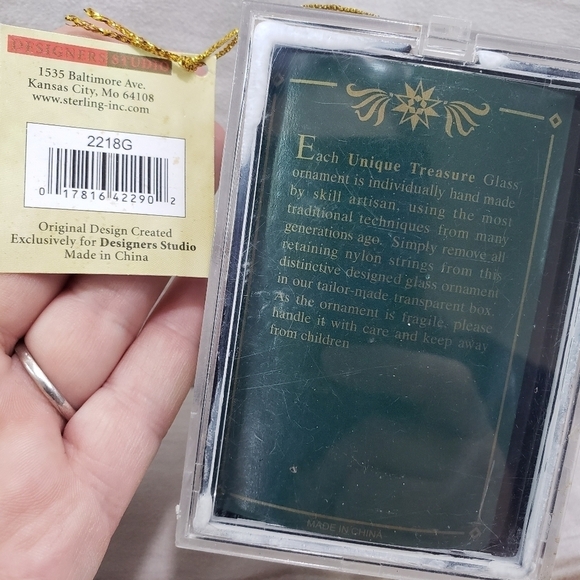 DESIGNERS STUDIO
1535 Baltimore Ave.
Kansas City, Mo 64108
www.sterling-inc.com
2218G
0 17816 42290 2
Original Design Created
Exclusively for Designers Studio
Made in China
Each Unique Treasure Glass
ornament is individually hand made
by skill artisan, using the most
traditional techniques from many
generations ago. Simply remove all
retaining nylon strings from this
distinctive designed glass ornament
in our tailor-made transparent box.
As the ornament is fragile, please
handle it with care and keep away
from children
MADE IN CHINA